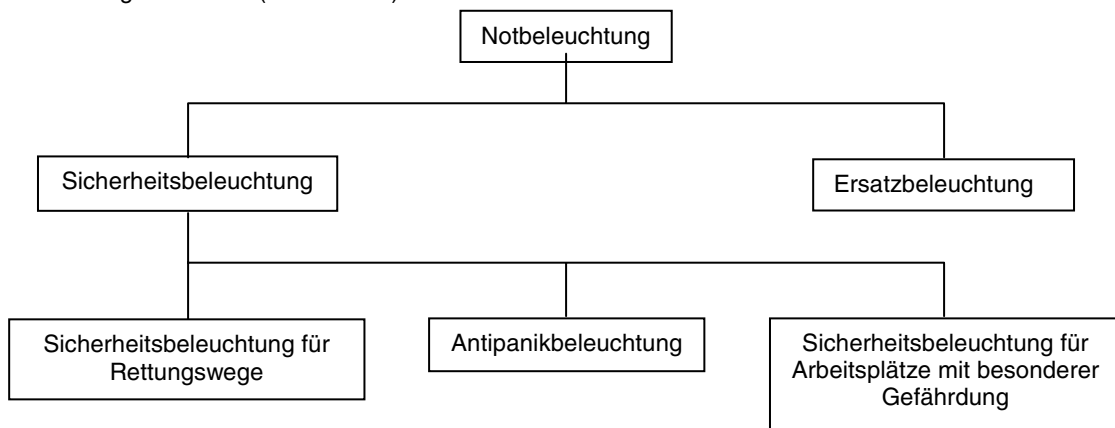 Notbeleuchtung
Sicherheitsbeleuchtung
Ersatzbeleuchtung
Sicherheitsbeleuchtung für
Rettungswege
Antipanikbeleuchtung
Sicherheitsbeleuchtung für
Arbeitsplätze mit besonderer
Gefährdung